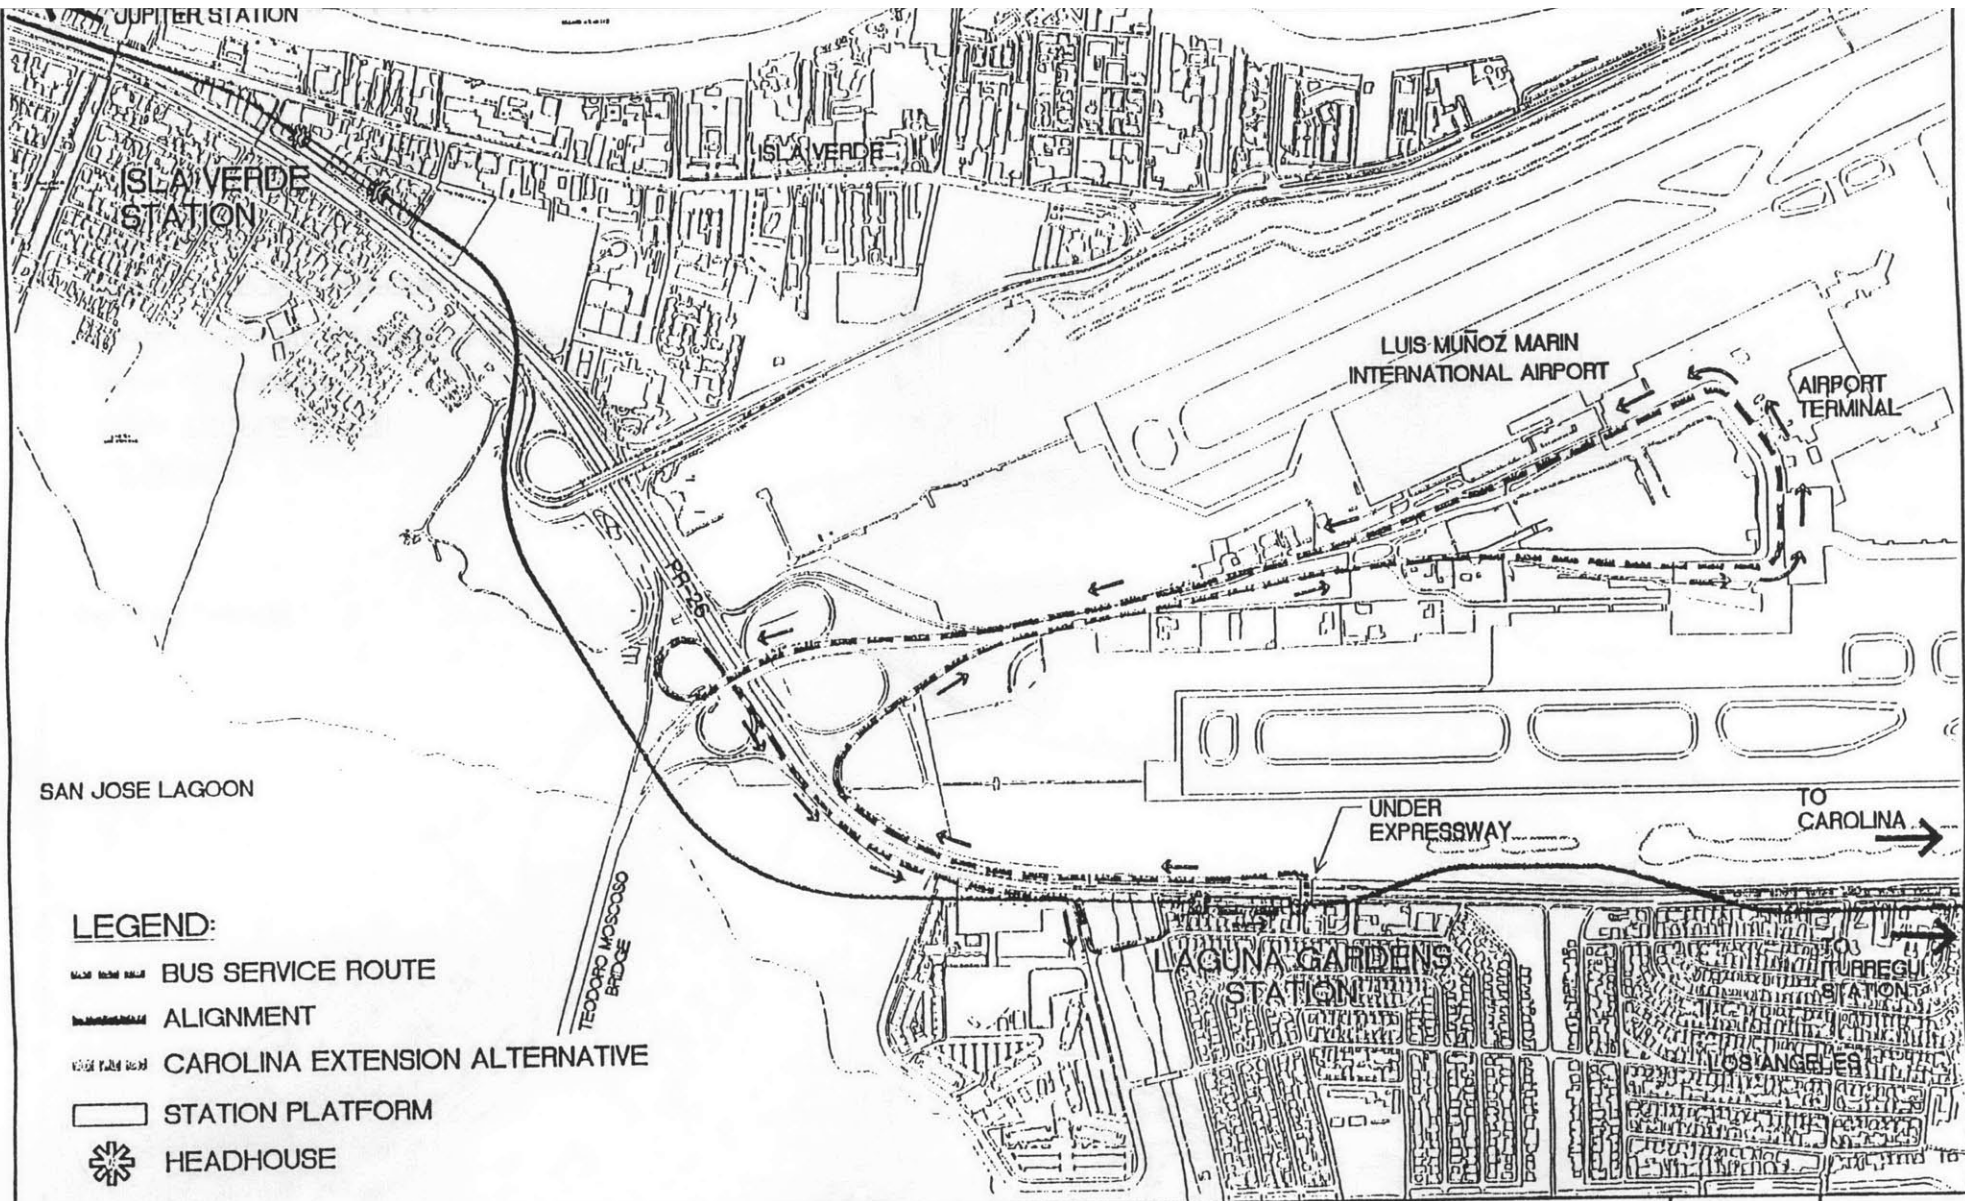 JUPITER STATION
ISLA VERDE
ISLA VERDE
STATION
LUIS MUÑOZ MARIN
INTERNATIONAL AIRPORT
AIRPORT
TERMINAL
PR-26
SAN JOSE LAGOON
UNDER
EXPRESSWAY
TO
CAROLINA
TEODORO MOSCOSO
BRIDGE
LAGUNA GARDENS
STATION
TO
ITURREGUI
STATION
LOS ANGELES
LEGEND:
BUS SERVICE ROUTE
ALIGNMENT
CAROLINA EXTENSION ALTERNATIVE
STATION PLATFORM
HEADHOUSE